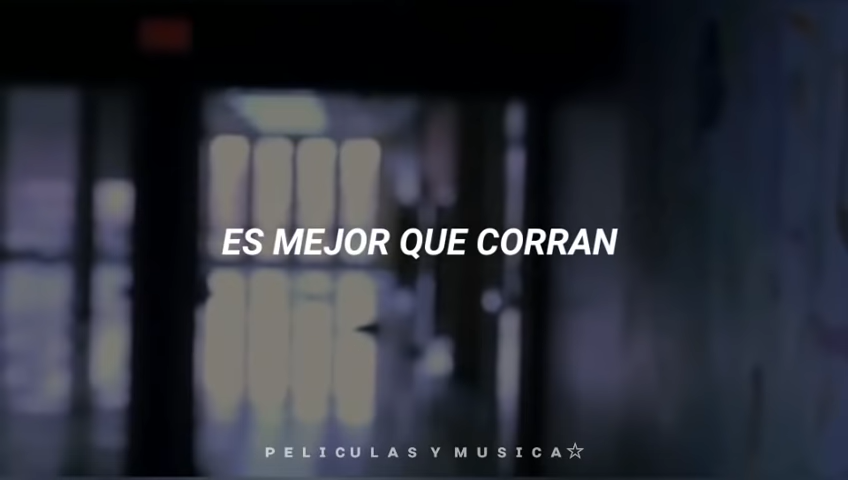 ES MEJOR QUE CORRAN
PELICULAS Y MUSICA☆